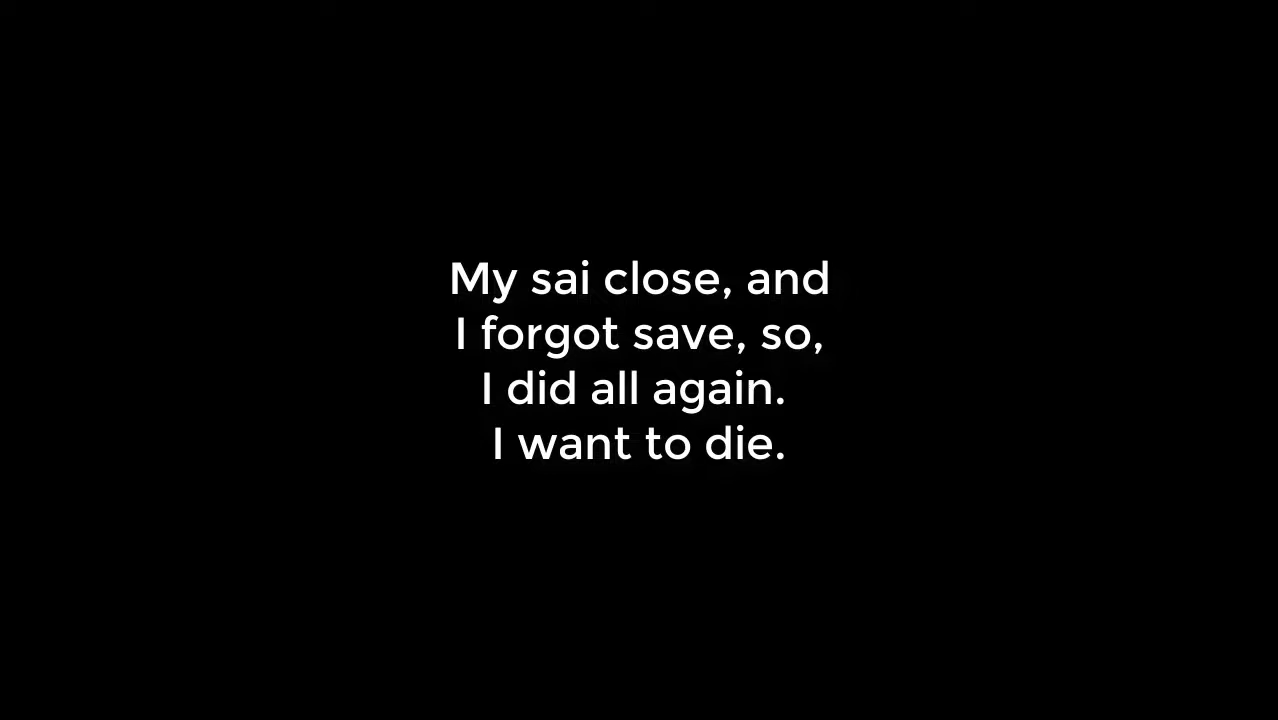 My sai close, and
I forgot save, so,
I did all again.
I want to die.